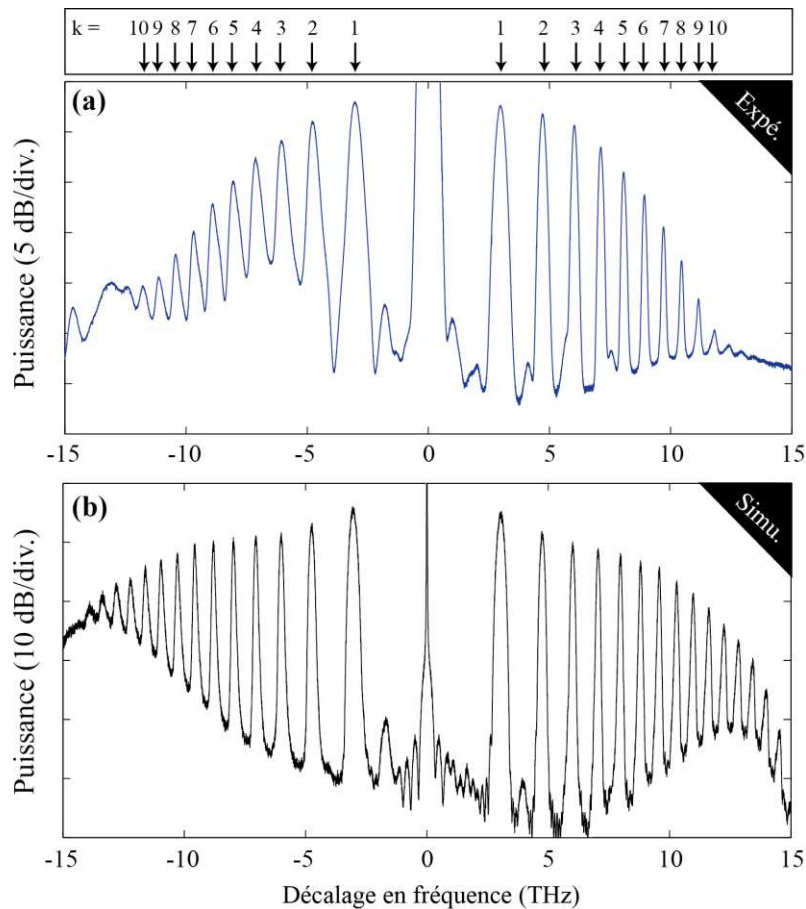 k = 10 9 8 7 6 5 4 3 2 1 1 2 3 4 5 6 7 8 9 10
(a)
Expé.
Puissance (5 dB/div.)
-15 -10 -5 0 5 10 15
(b)
Simu.
Puissance (10 dB/div.)
-15 -10 -5 0 5 10 15
Décalage en fréquence (THz)